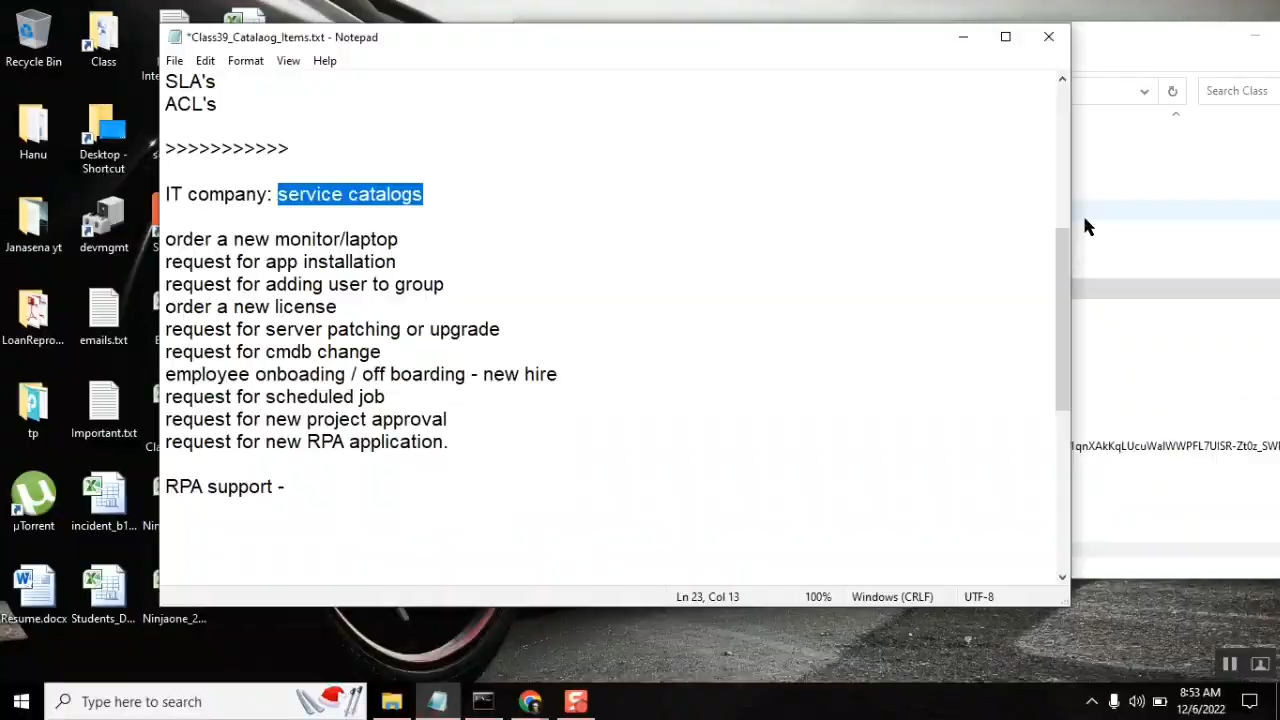 *Class39_Catalaog_Items.txt - Notepad
File Edit Format View Help
SLA's
ACL's
>>>>>>>>>>>
IT company: service catalogs
order a new monitor/laptop
request for app installation
request for adding user to group
order a new license
request for server patching or upgrade
request for cmdb change
employee onboading / off boarding - new hire
request for scheduled job
request for new project approval
request for new RPA application.
RPA support -
Ln 23, Col 13 100% Windows (CRLF) UTF-8
Search Class
Recycle Bin
Class
Hanu
Desktop - Shortcut
Janasena yt
devmgmt
LoanRepro...
emails.txt
tp
Important.txt
µTorrent
incident_b1...
Resume.docx
Students_D...
Ninjaone_2...
Type here to search
8:53 AM
12/6/2022